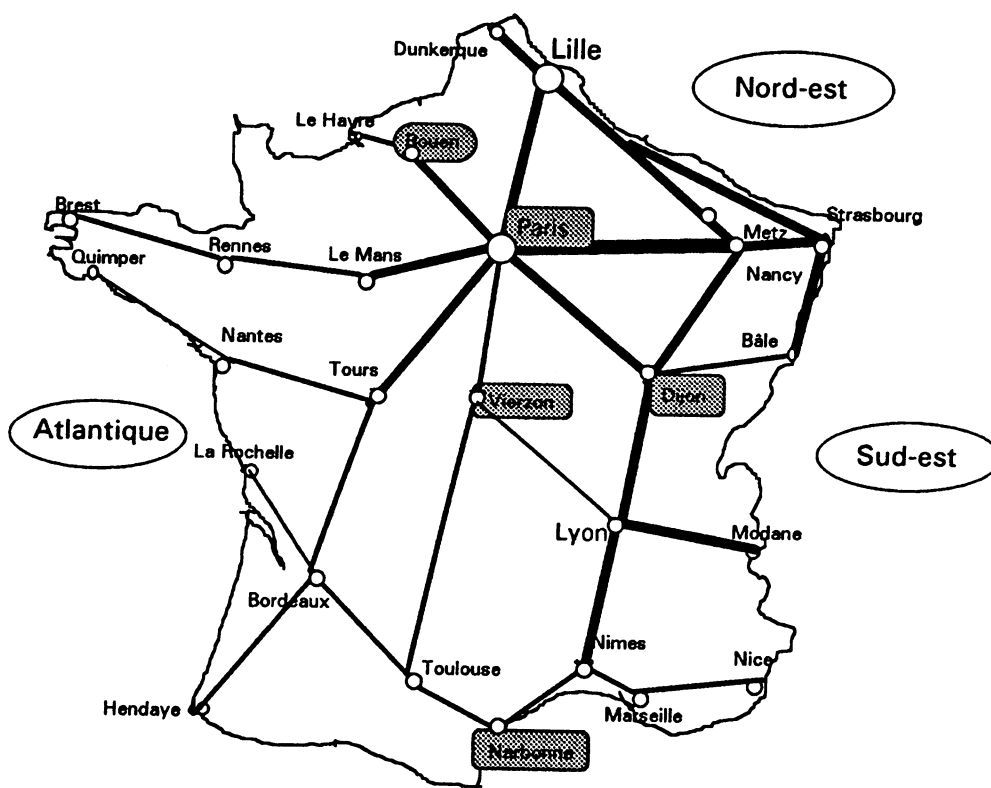 Dunkerque
Lille
Nord-est
Le Havre
Rouen
Brest
Strasbourg
Paris
Metz
Rennes
Le Mans
Quimper
Nancy
Nantes
Bâle
Tours
Vierzon
Dijon
Atlantique
La Rochelle
Sud-est
Lyon
Modane
Bordeaux
Nimes
Toulouse
Nice
Hendaye
Marseille
Narbonne